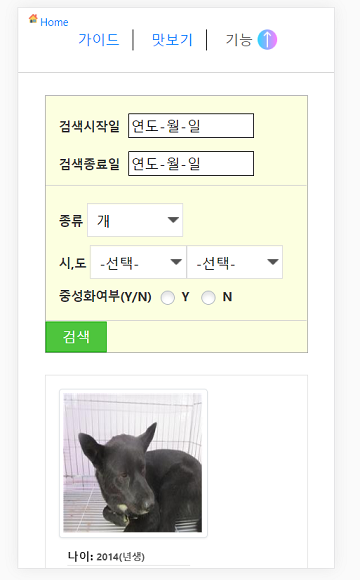 Home
가이드 맛보기 기능 ↑
검색시작일 연도-월-일
검색종료일 연도-월-일
종류 개
시,도 -선택- -선택-
중성화여부(Y/N) Y N
검색
나이: 2014(년생)